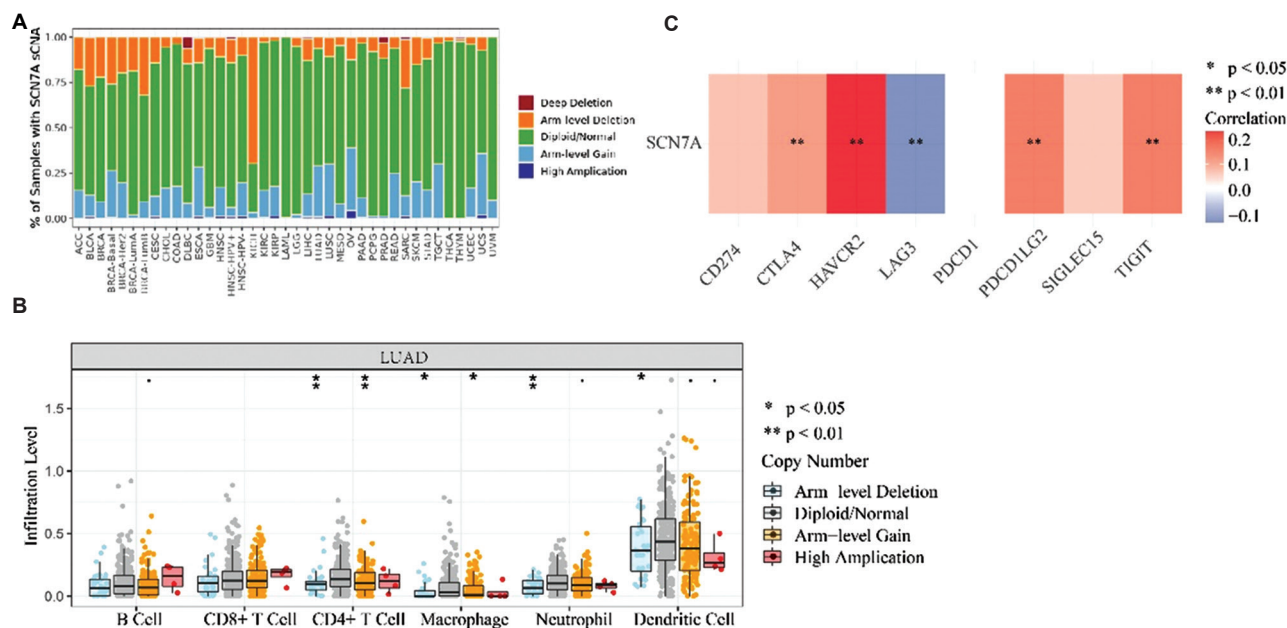 A
% of Samples with SCN7A sCNA
1.00
0.75
0.50
0.25
0.00
ACC
BLCA
BRCA
BRCA-Basal
BRCA-Her2
BRCA-LumA
BRCA-LumB
CESC
CHOL
COAD
DLBC
ESCA
GBM
HNSC
HNSC-HPV+
HNSC-HPV-
KICH
KIRC
KIRP
LAML
LGG
LIHC
LUAD
LUSC
MESO
OV
PAAD
PCPG
PRAD
READ
SARC
SKCM
STAD
TGCT
THCA
THYM
UCEC
UCS
UVM
Deep Deletion
Arm-level Deletion
Diploid/Normal
Arm-level Gain
High Amplication
C
SCN7A
** ** ** ** **
CD274
CTLA4
HAVCR2
LAG3
PDCD1
PDCD1LG2
SIGLEC15
TIGIT
* p < 0.05
** p < 0.01
Correlation
0.2
0.1
0.0
−0.1
B
LUAD
Infiltration Level
1.5
1.0
0.5
0.0
. ** ** * * ** . * . .
B Cell
CD8+ T Cell
CD4+ T Cell
Macrophage
Neutrophil
Dendritic Cell
* p < 0.05
** p < 0.01
Copy Number
Arm level Deletion
Diploid/Normal
Arm−level Gain
High Amplication